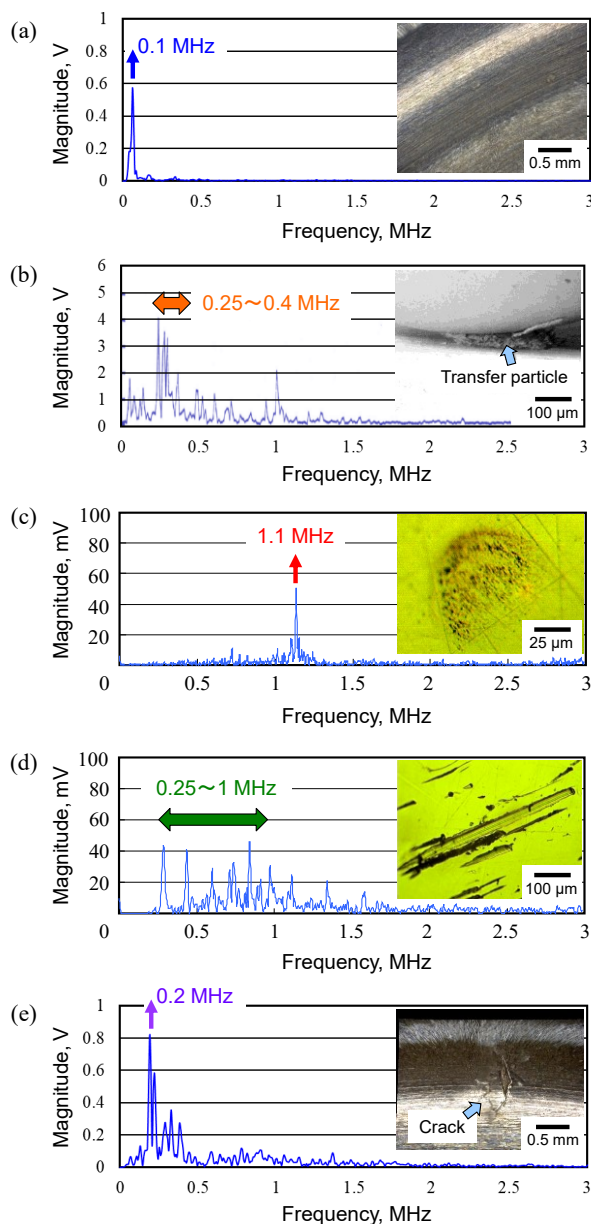 (a)
Magnitude, V
1
0.8
0.6
0.4
0.2
0
0.1 MHz
0.5 mm
0 0.5 1 1.5 2 2.5 3
Frequency, MHz
(b)
Magnitude, V
6
5
4
3
2
1
0
0.25～0.4 MHz
Transfer particle
100 µm
0 0.5 1 1.5 2 2.5 3
Frequency, MHz
(c)
Magnitude, mV
100
80
60
40
20
1.1 MHz
25 µm
0.5 1 1.5 2 2.5 3
Frequency, MHz
(d)
Magnitude, mV
100
80
60
40
20
0.25～1 MHz
100 µm
0 0.5 1 1.5 2 2.5 3
Frequency, MHz
(e)
Magnitude, V
1
0.8
0.6
0.4
0.2
0
0.2 MHz
Crack
0.5 mm
0 0.5 1 1.5 2 2.5 3
Frequency, MHz